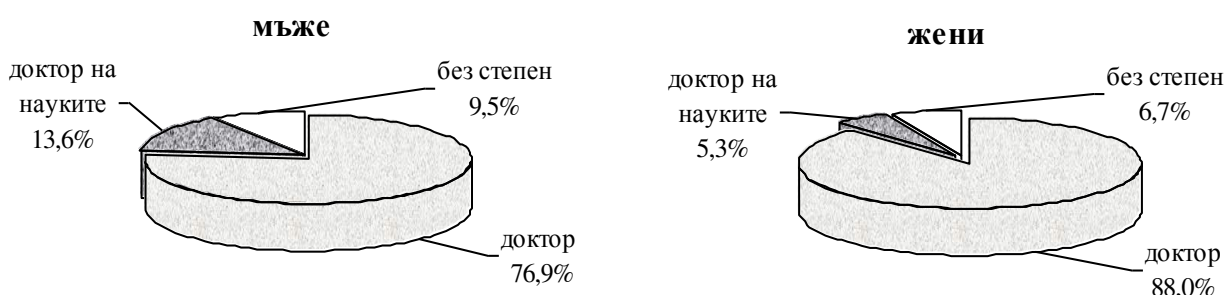 мъже
доктор на
науките
13,6%
без степен
9,5%
доктор
76,9%
жени
доктор на
науките
5,3%
без степен
6,7%
доктор
88,0%